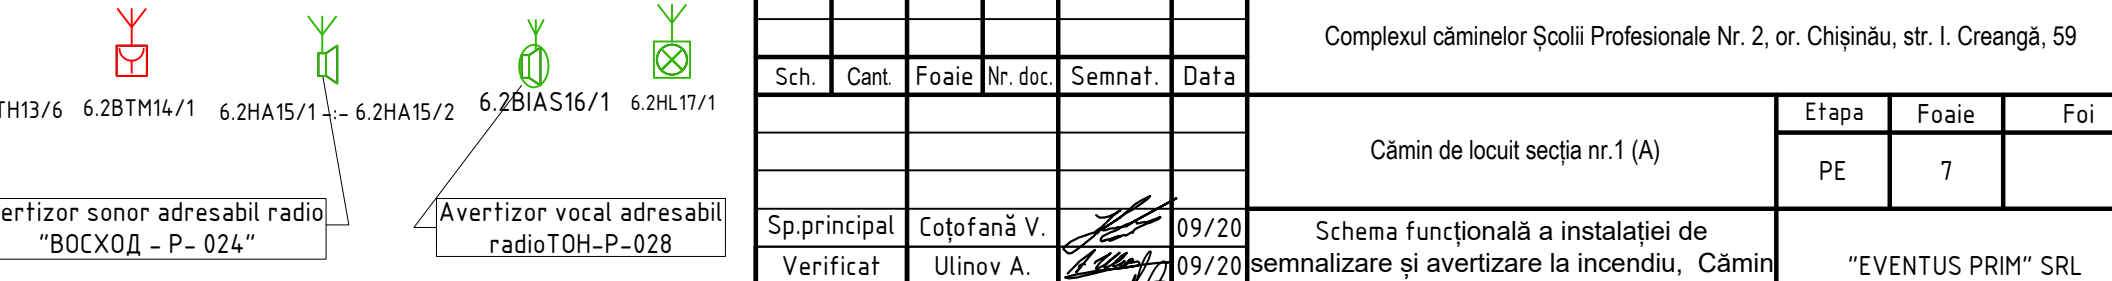 TH13/6 6.2BTM14/1 6.2HA15/1 -:- 6.2HA15/2 6.2BIAS16/1 6.2HL17/1
ertizor sonor adresabil radio
"ВОСХОД - P- 024"
Avertizor vocal adresabil
radioТОН-P-028
Complexul căminelor Școlii Profesionale Nr. 2, or. Chișinău, str. I. Creangă, 59
Sch. Cant. Foaie Nr. doc. Semnat. Data
Cămin de locuit secția nr.1 (A)
Etapa Foaie Foi
PE 7
Sp.principal Coțofană V. 09/20
Verificat Ulinov A. 09/20
Schema funcțională a instalației de
semnalizare și avertizare la incendiu, Cămin
"EVENTUS PRIM" SRL